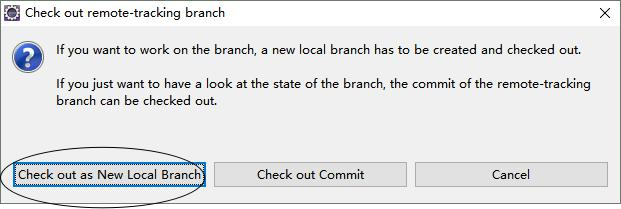 Check out remote-tracking branch
If you want to work on the branch, a new local branch has to be created and checked out.
If you just want to have a look at the state of the branch, the commit of the remote-tracking
branch can be checked out.
Check out as New Local Branch
Check out Commit
Cancel